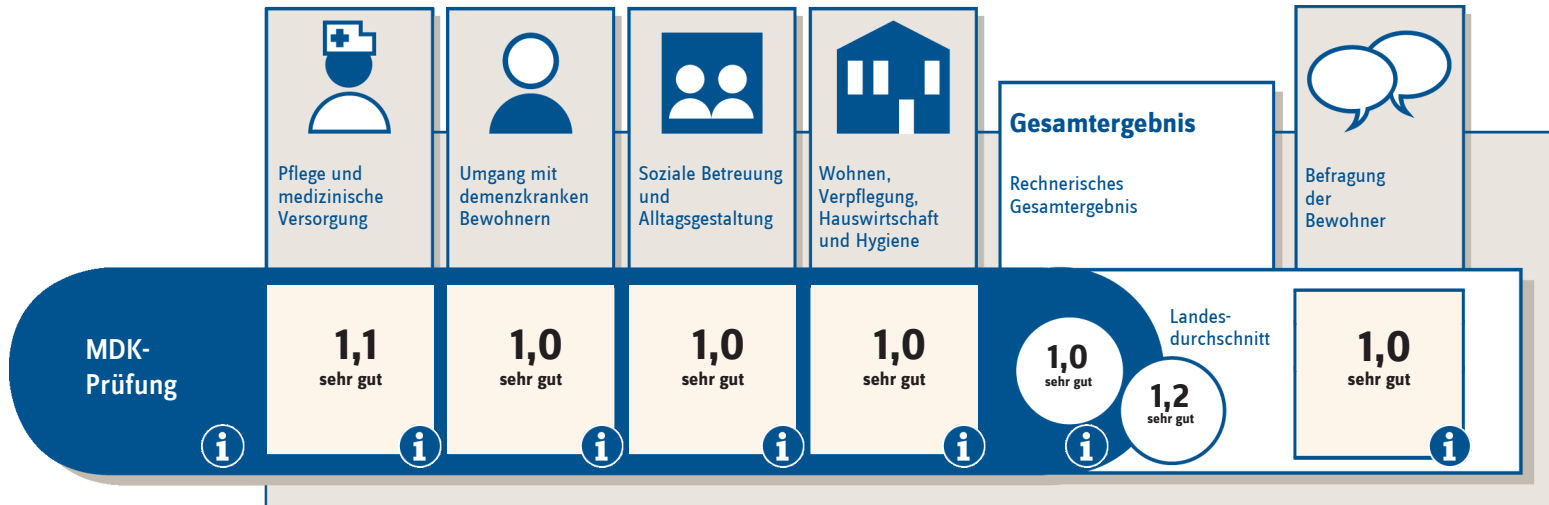 Pflege und
medizinische
Versorgung
Umgang mit
demenzkranken
Bewohnern
Soziale Betreuung
und
Alltagsgestaltung
Wohnen,
Verpflegung,
Hauswirtschaft
und Hygiene
Gesamtergebnis
Rechnerisches
Gesamtergebnis
Befragung
der
Bewohner
MDK-
Prüfung
i
1,1
sehr gut
i
1,0
sehr gut
i
1,0
sehr gut
i
1,0
sehr gut
i
1,0
sehr gut
i
Landes-
durchschnitt
1,2
sehr gut
1,0
sehr gut
i